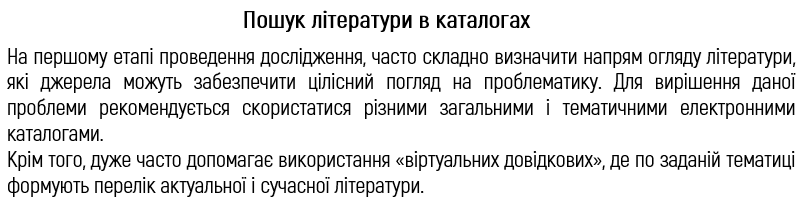 Пошук літератури в каталогах
На першому етапі проведення дослідження, часто складно визначити напрям огляду літератури,
які джерела можуть забезпечити цілісний погляд на проблематику. Для вирішення даної
проблеми рекомендується скористатися різними загальними і тематичними електронними
каталогами.
Крім того, дуже часто допомагає використання «віртуальних довідкових», де по заданій тематиці
формують перелік актуальної і сучасної літератури.